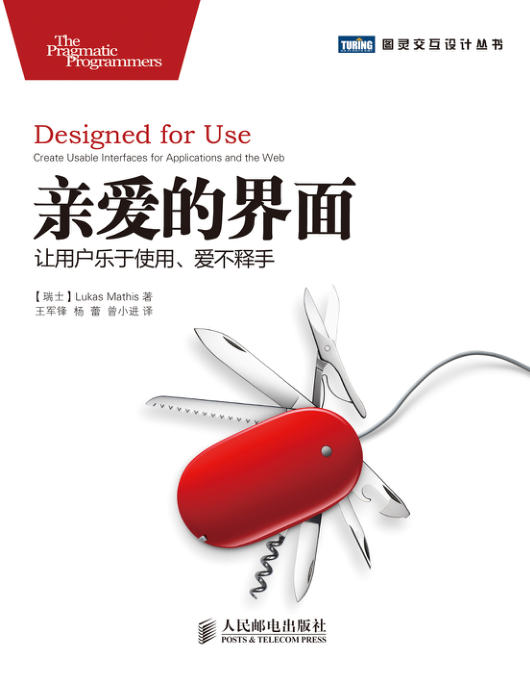 The
Pragmatic
Programmers
TURING 图灵交互设计丛书
Designed for Use
Create Usable Interfaces for Applications and the Web
亲爱的界面
让用户乐于使用、爱不释手
【瑞士】Lukas Mathis 著
王军锋 杨 蕾 曾小进 译
人民邮电出版社
POSTS & TELECOM PRESS